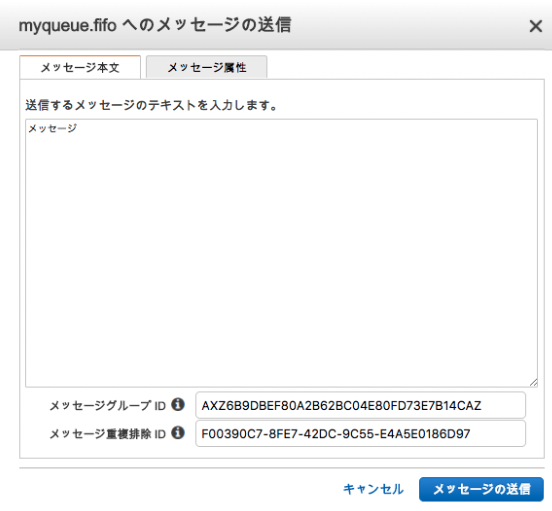 myqueue.fifo へのメッセージの送信
メッセージ本文 メッセージ属性
送信するメッセージのテキストを入力します。
メッセージ
メッセージグループ ID AXZ6B9DBEF80A2B62BC04E80FD73E7B14CAZ
メッセージ重複排除 ID F00390C7-8FE7-42DC-9C55-E4A5E0186D97
キャンセル メッセージの送信